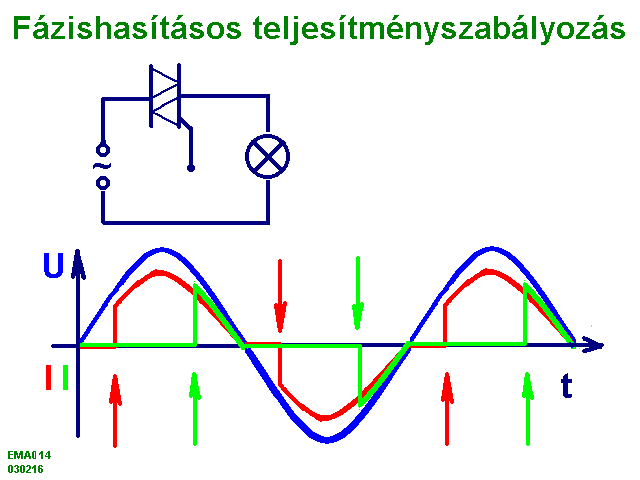 Fázishasításos teljesítményszabályozás
~
U
I I
t
EMA014
030216